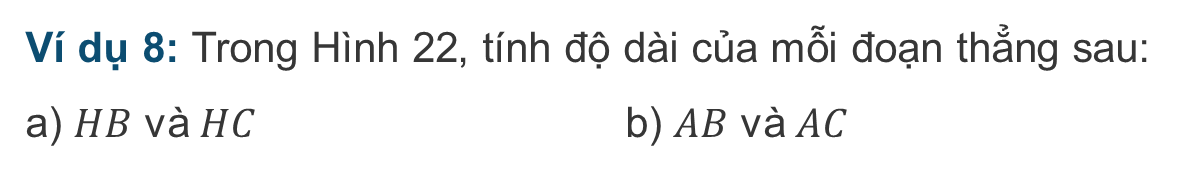 Ví dụ 8: Trong Hình 22, tính độ dài của mỗi đoạn thẳng sau:
a) HB và HC b) AB và AC